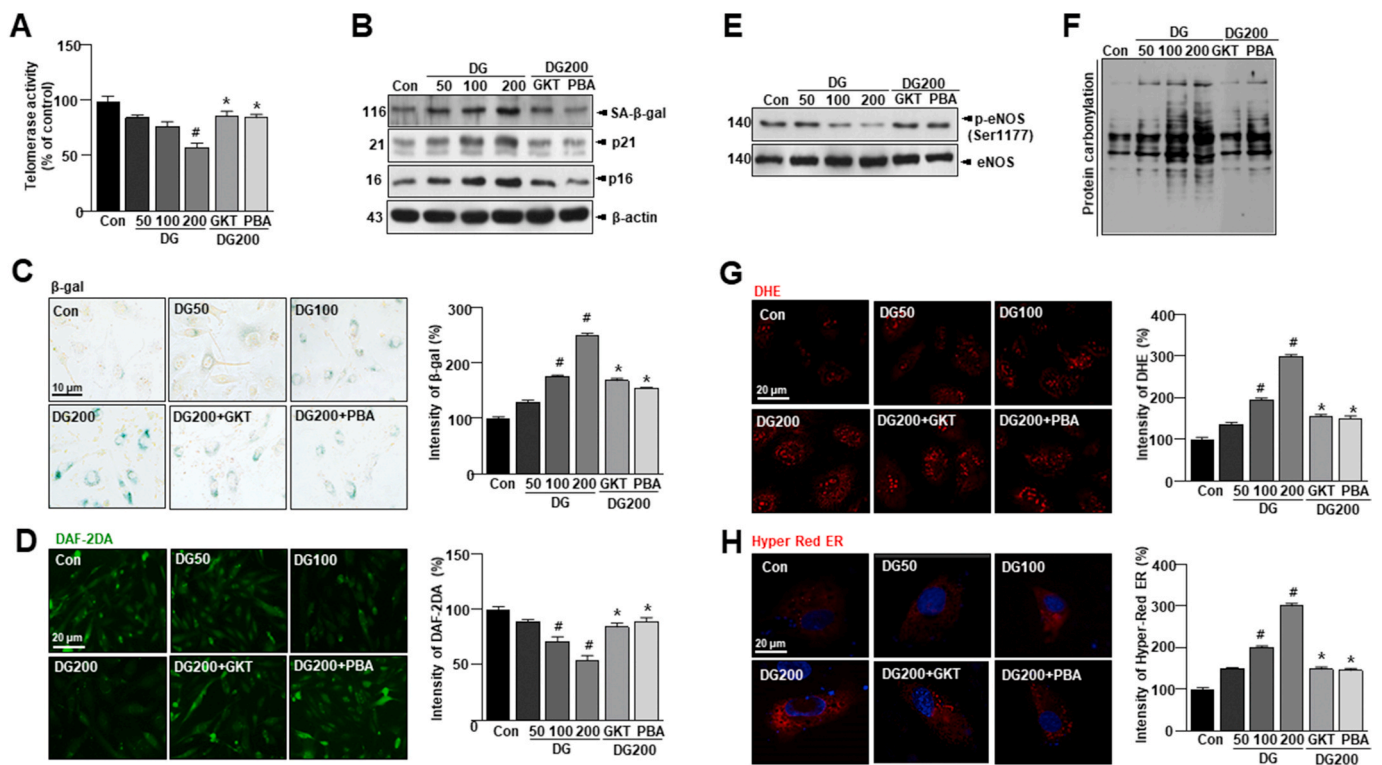 A
Telomerase activity
(% of control)
150
100
50
0
#
*
*
Con
50 100 200 GKT PBA
DG
DG200
B
DG
DG200
Con
50
100
200
GKT
PBA
116
SA-β-gal
21
p21
16
p16
43
β-actin
C
β-gal
Con
DG50
DG100
10 μm
DG200
DG200+GKT
DG200+PBA
Intensity of β-gal (%)
300
200
100
0
#
#
*
*
Con
50 100 200 GKT PBA
DG
DG200
D
DAF-2DA
Con
DG50
DG100
20 μm
DG200
DG200+GKT
DG200+PBA
Intensity of DAF-2DA (%)
150
100
50
0
#
#
*
*
Con
50 100 200 GKT PBA
DG
DG200
E
DG
DG200
Con
50
100
200
GKT
PBA
140
p-eNOS
(Ser1177)
140
eNOS
F
DG
DG200
Con
50 100 200 GKT PBA
Protein carbonylation
G
DHE
Con
DG50
DG100
20 μm
DG200
DG200+GKT
DG200+PBA
Intensity of DHE (%)
400
300
200
100
0
#
#
*
*
Con
50 100 200 GKT PBA
DG
DG200
H
Hyper Red ER
Con
DG50
DG100
20 μm
DG200
DG200+GKT
DG200+PBA
Intensity of Hyper-Red ER (%)
400
300
200
100
0
#
#
*
*
Con
50 100 200 GKT PBA
DG
DG200